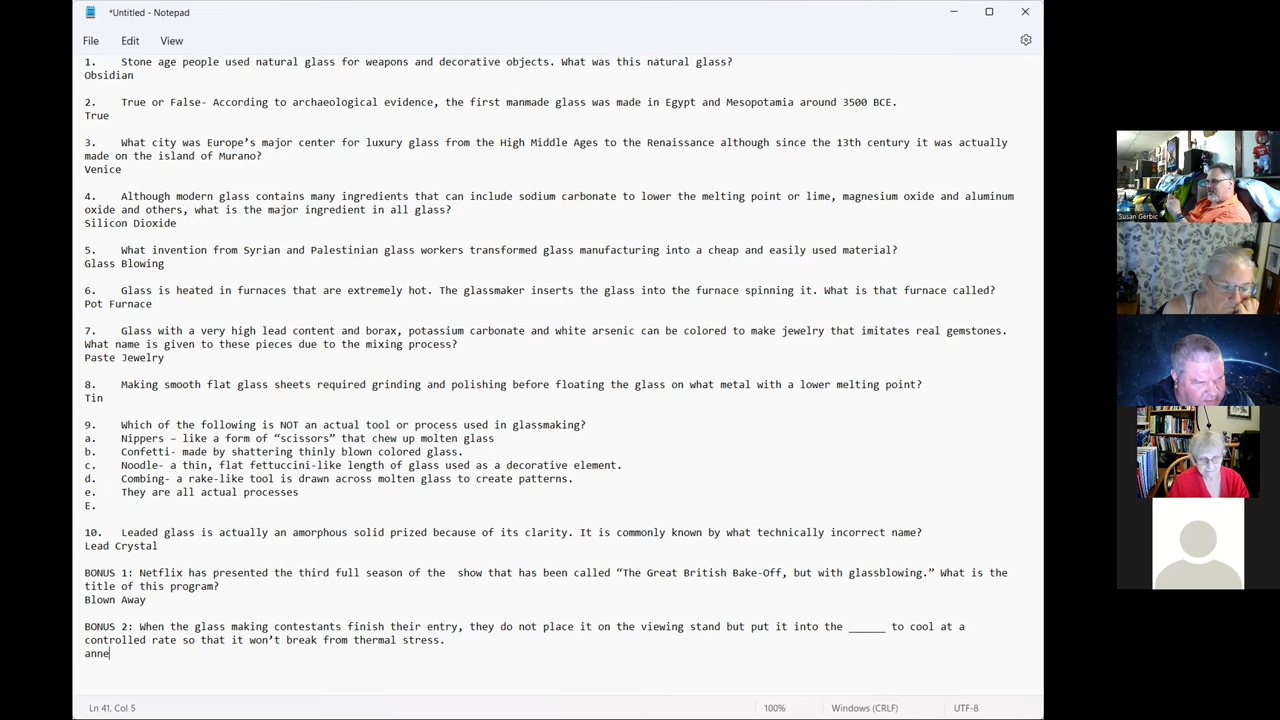 *Untitled - Notepad
File Edit View
1. Stone age people used natural glass for weapons and decorative objects. What was this natural glass?
Obsidian
2. True or False- According to archaeological evidence, the first manmade glass was made in Egypt and Mesopotamia around 3500 BCE.
True
3. What city was Europe’s major center for luxury glass from the High Middle Ages to the Renaissance although since the 13th century it was actually
made on the island of Murano?
Venice
4. Although modern glass contains many ingredients that can include sodium carbonate to lower the melting point or lime, magnesium oxide and aluminum
oxide and others, what is the major ingredient in all glass?
Silicon Dioxide
5. What invention from Syrian and Palestinian glass workers transformed glass manufacturing into a cheap and easily used material?
Glass Blowing
6. Glass is heated in furnaces that are extremely hot. The glassmaker inserts the glass into the furnace spinning it. What is that furnace called?
Pot Furnace
7. Glass with a very high lead content and borax, potassium carbonate and white arsenic can be colored to make jewelry that imitates real gemstones.
What name is given to these pieces due to the mixing process?
Paste Jewelry
8. Making smooth flat glass sheets required grinding and polishing before floating the glass on what metal with a lower melting point?
Tin
9. Which of the following is NOT an actual tool or process used in glassmaking?
a. Nippers – like a form of “scissors” that chew up molten glass
b. Confetti- made by shattering thinly blown colored glass.
c. Noodle- a thin, flat fettuccini-like length of glass used as a decorative element.
d. Combing- a rake-like tool is drawn across molten glass to create patterns.
e. They are all actual processes
E.
10. Leaded glass is actually an amorphous solid prized because of its clarity. It is commonly known by what technically incorrect name?
Lead Crystal
BONUS 1: Netflix has presented the third full season of the  show that has been called “The Great British Bake-Off, but with glassblowing.” What is the
title of this program?
Blown Away
BONUS 2: When the glass making contestants finish their entry, they do not place it on the viewing stand but put it into the ______ to cool at a
controlled rate so that it won’t break from thermal stress.
anne
Ln 41, Col 5 100% Windows (CRLF) UTF-8
Susan Gerbic